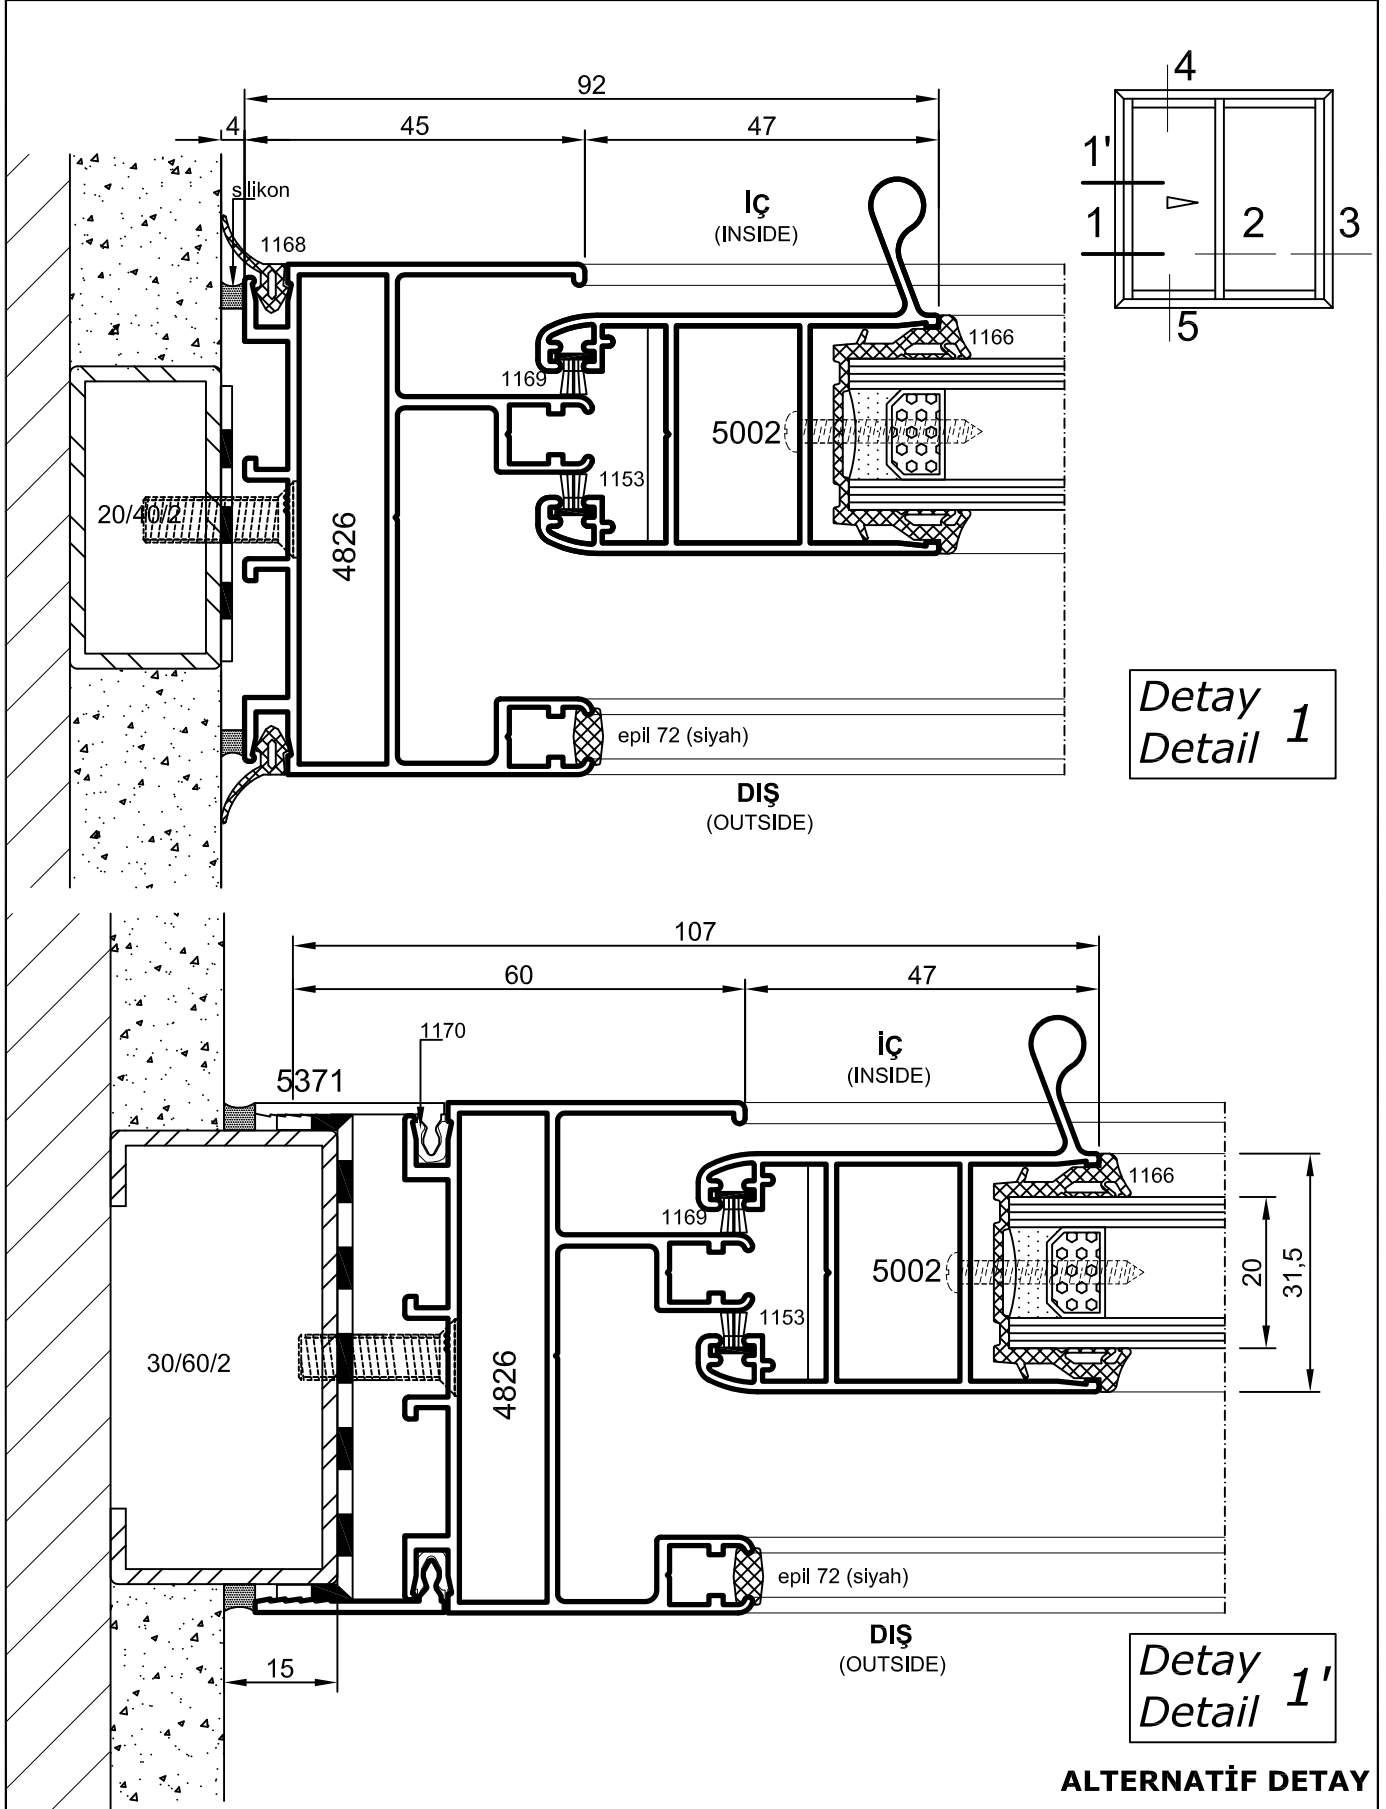 92
4
45
47
silikon
1168
İÇ
(INSIDE)
1169
1166
5002
1153
20/40/2
4826
epil 72 (siyah)
DIŞ
(OUTSIDE)
4
1'
1
2
3
5
Detay
Detail
1
107
60
47
1170
5371
İÇ
(INSIDE)
1169
1166
5002
1153
20
31,5
30/60/2
4826
epil 72 (siyah)
DIŞ
(OUTSIDE)
15
Detay
Detail
1'
ALTERNATİF DETAY